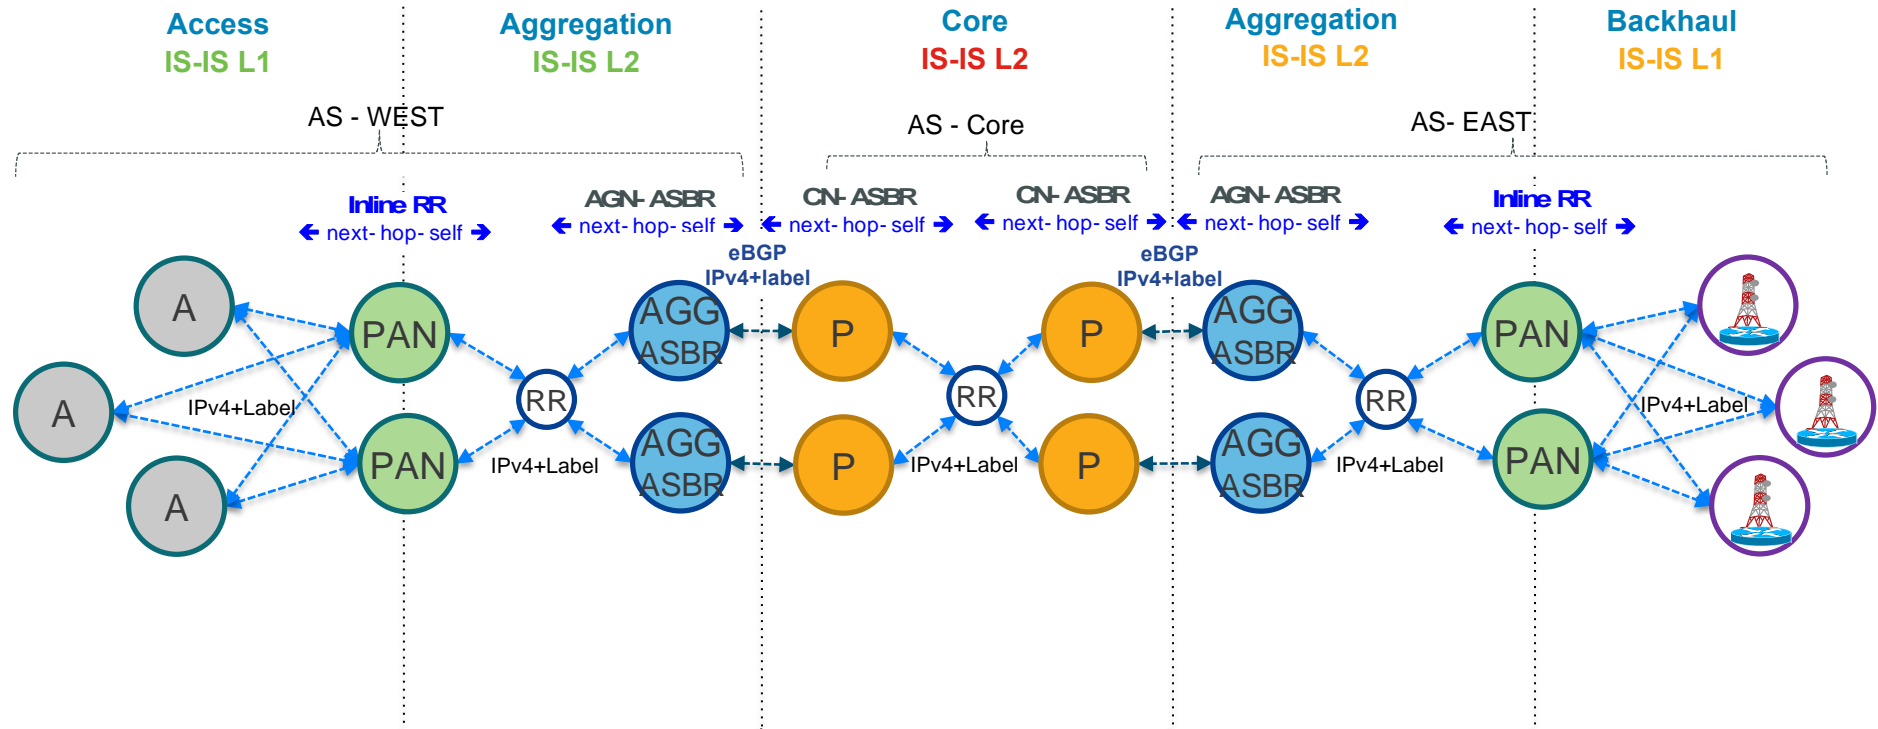 Access
IS-IS L1
Aggregation
IS-IS L2
Core
IS-IS L2
Aggregation
IS-IS L2
Backhaul
IS-IS L1
AS - WEST
AS - Core
AS- EAST
Inline RR
next- hop- self
AGN- ASBR
next- hop- self
CN- ASBR
next- hop- self
CN- ASBR
next- hop- self
AGN- ASBR
next- hop- self
Inline RR
next- hop- self
eBGP
IPv4+label
eBGP
IPv4+label
A
A
A
PAN
PAN
IPv4+Label
RR
IPv4+Label
AGG
ASBR
AGG
ASBR
P
P
RR
IPv4+Label
P
P
AGG
ASBR
AGG
ASBR
RR
IPv4+Label
PAN
PAN
IPv4+Label